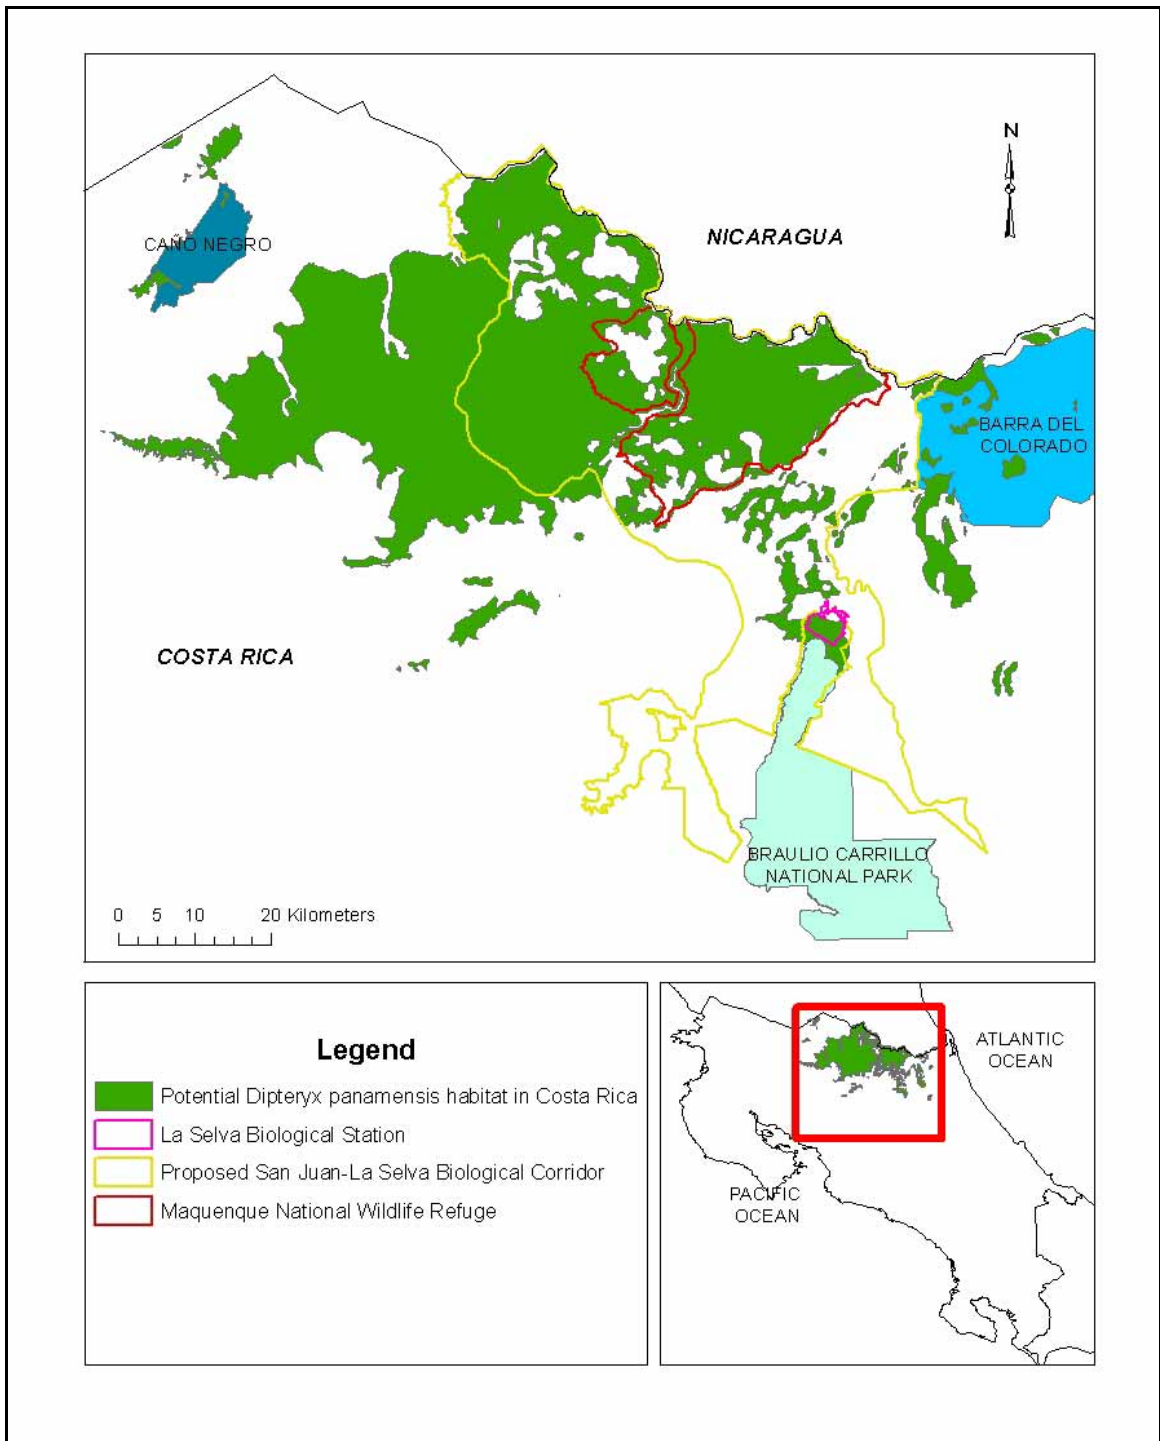 N
NICARAGUA
CAÑO NEGRO
BARRA DEL
COLORADO
COSTA RICA
BRAULIO CARRILLO
NATIONAL PARK
0 5 10 20 Kilometers
Legend
Potential Dipteryx panamensis habitat in Costa Rica
La Selva Biological Station
Proposed San Juan-La Selva Biological Corridor
Maquenque National Wildlife Refuge
ATLANTIC
OCEAN
PACIFIC
OCEAN